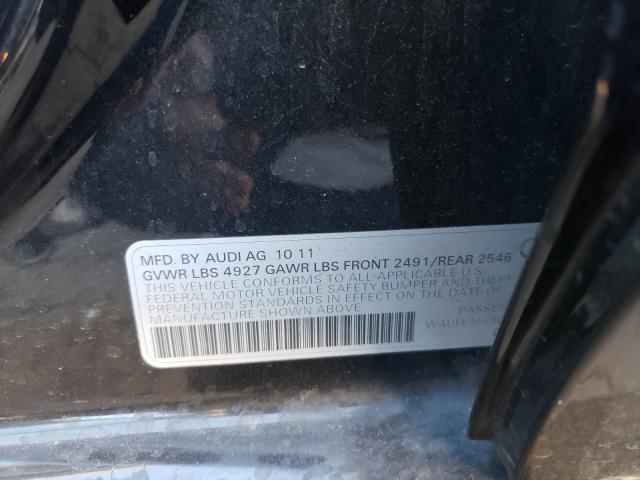 MFD. BY AUDI AG 10 11
GVWR LBS 4927 GAWR LBS FRONT 2491/REAR 2546
THIS VEHICLE CONFORMS TO ALL-APPLICABLE U.S.
FEDERAL MOTOR VEHICLE SAFETY,BUMPER AND THEFT
PREVENTION STANDARDS IN EFFECT ON THE DATE OF
MANUFACTURE SHOWN ABOVE
PASSEN